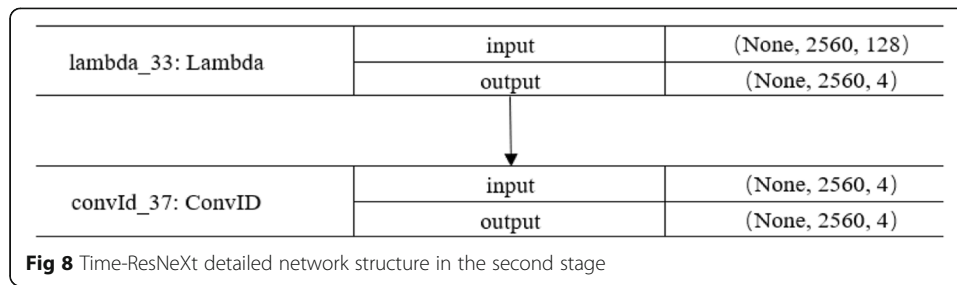 lambda_33: Lambda input (None, 2560, 128)
output (None, 2560, 4)
convId_37: ConvID input (None, 2560, 4)
output (None, 2560, 4)
Fig 8 Time-ResNeXt detailed network structure in the second stage